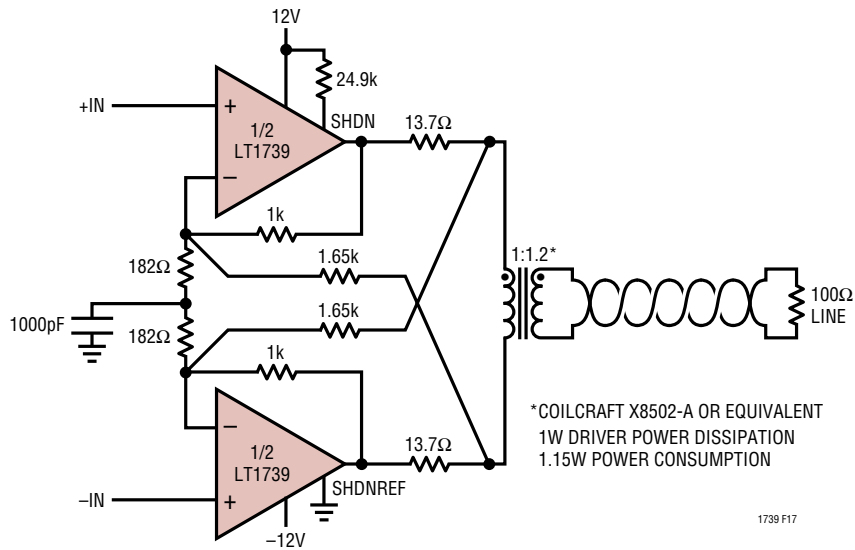 12V
24.9k
+IN
+
SHDN
1/2
LT1739
–
13.7Ω
1k
1:1.2*
182Ω
1.65k
1000pF
182Ω
1.65k
100Ω
LINE
1k
*COILCRAFT X8502-A OR EQUIVALENT
1W DRIVER POWER DISSIPATION
1.15W POWER CONSUMPTION
–
1/2
LT1739
13.7Ω
–IN
+
SHDNREF
–12V
1739 F17